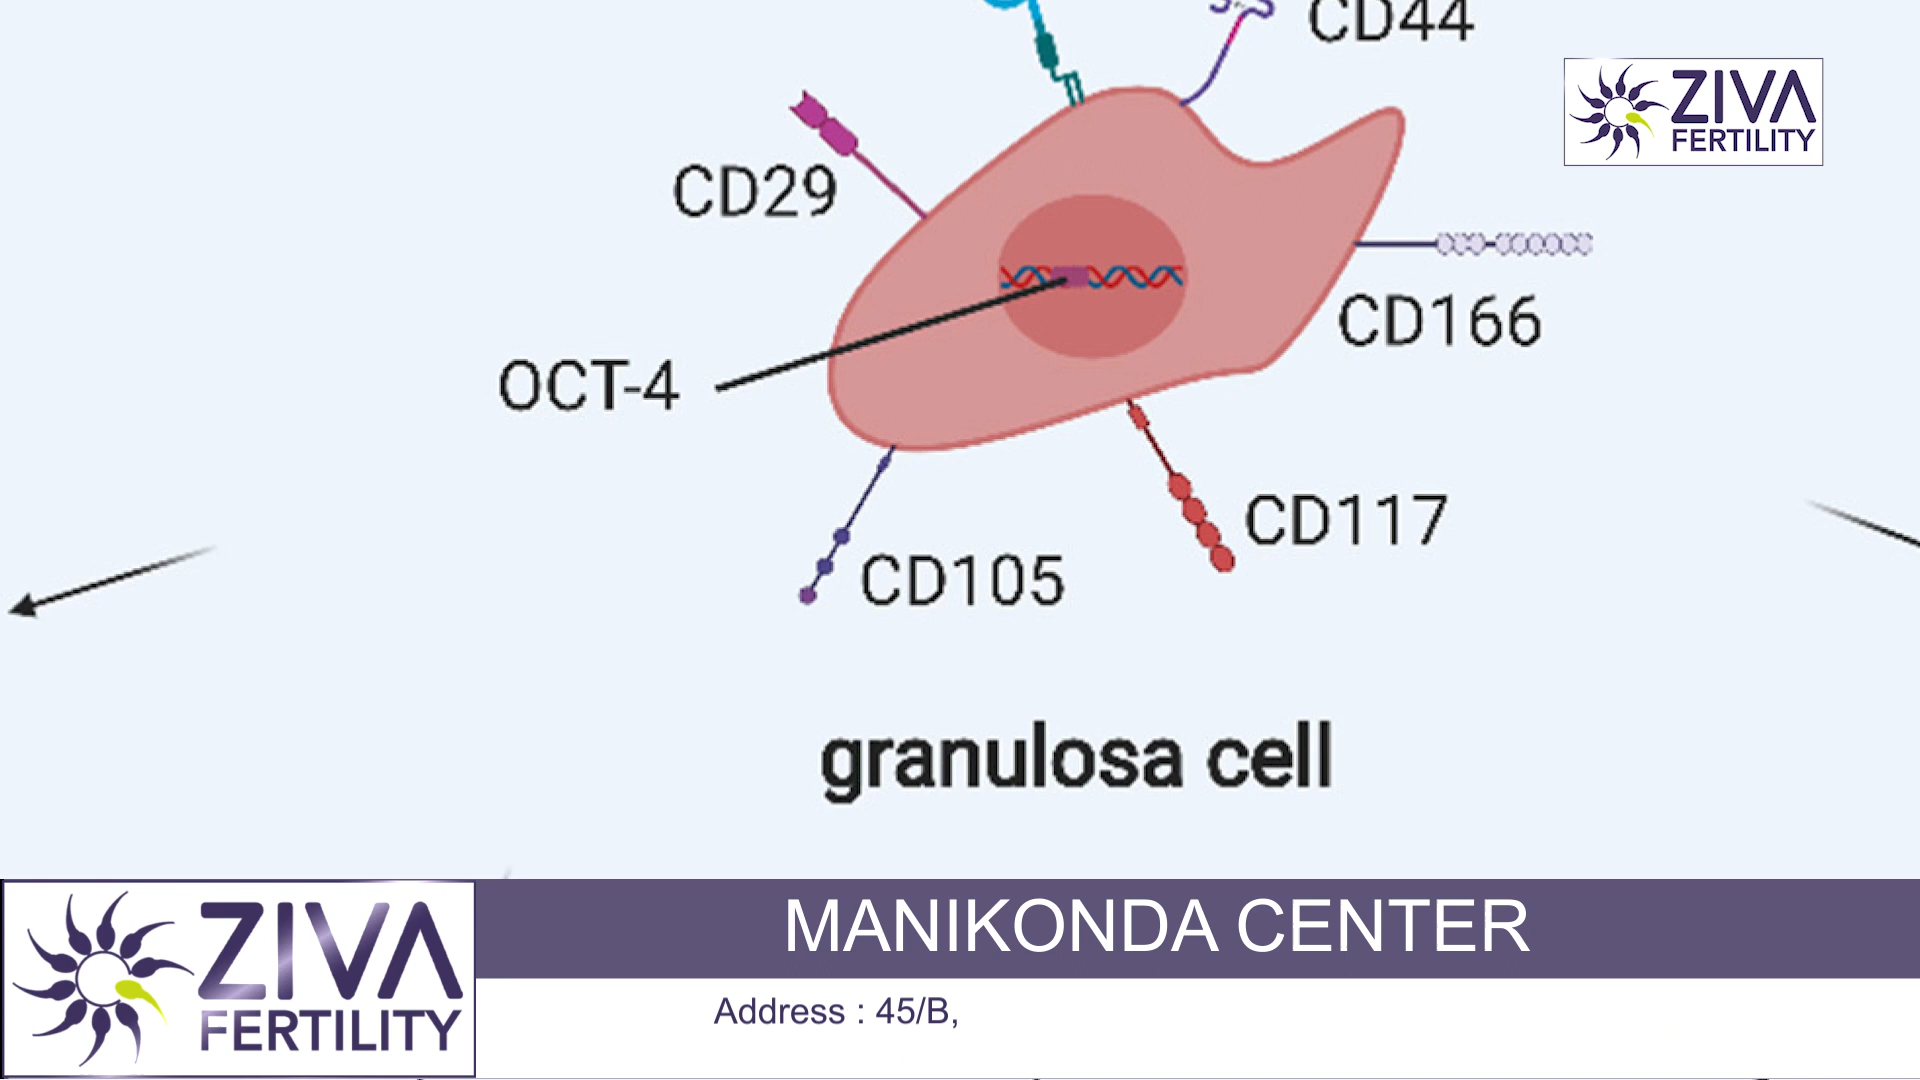 CD44
ZIVA
FERTILITY
CD29
CD166
OCT-4
CD117
CD105
granulosa cell
ZIVA
FERTILITY
MANIKONDA CENTER
Address : 45/B,